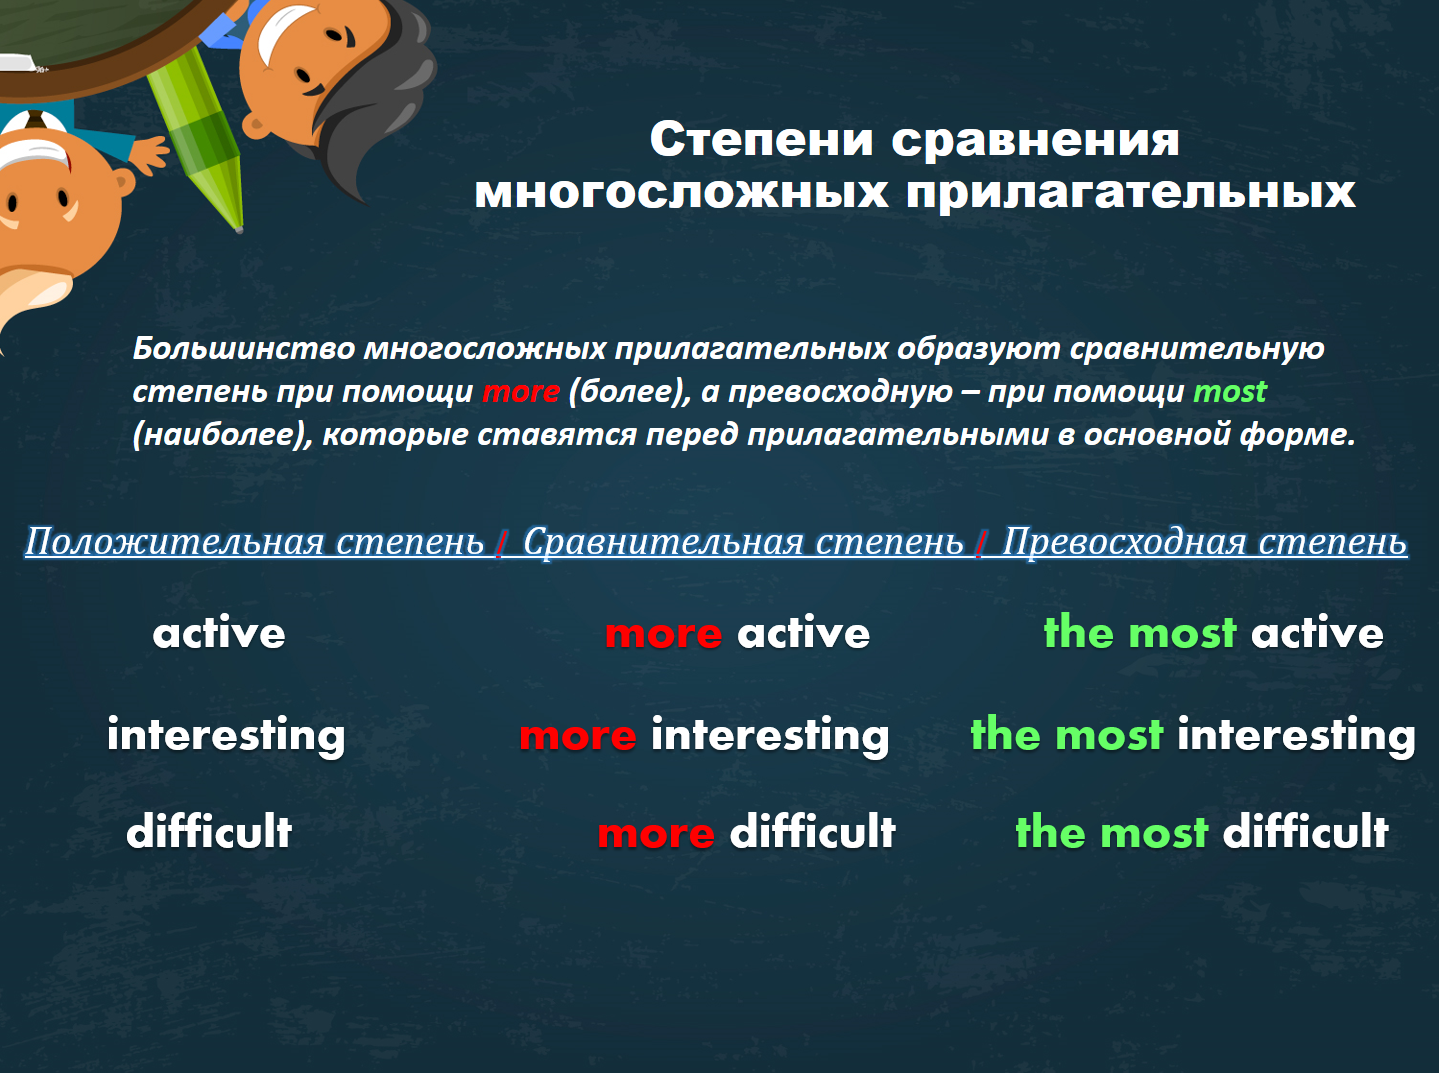 Степени сравнения
многосложных прилагательных
Большинство многосложных прилагательных образуют сравнительную
степень при помощи more (более), а превосходную – при помощи most
(наиболее), которые ставятся перед прилагательными в основной форме.
Положительная степень / Сравнительная степень / Превосходная степень
active more active the most active
interesting more interesting the most interesting
difficult more difficult the most difficult